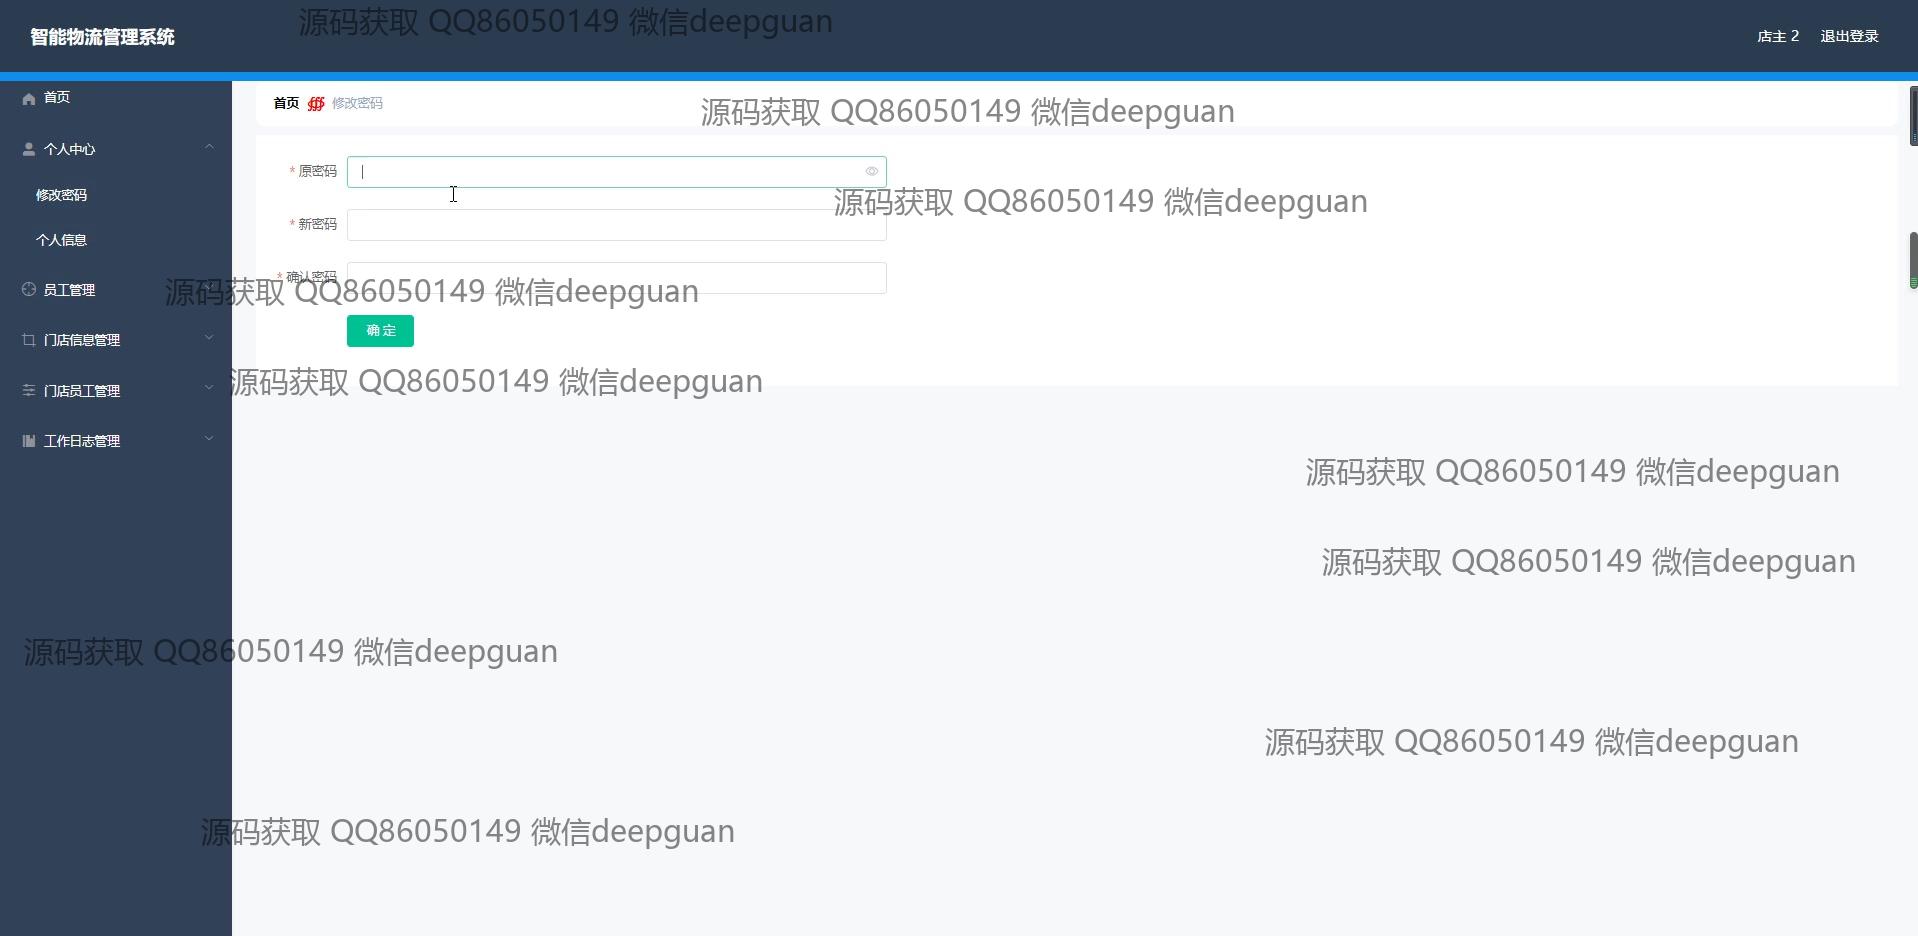 智能物流管理系统
源码获取 QQ86050149 微信deepguan
店主 2 退出登录
首页
首页 修改密码
源码获取 QQ86050149 微信deepguan
个人中心
* 原密码
修改密码
源码获取 QQ86050149 微信deepguan
* 新密码
个人信息
* 确认密码
员工管理
源码获取 QQ86050149 微信deepguan
确 定
门店信息管理
源码获取 QQ86050149 微信deepguan
门店员工管理
工作日志管理
源码获取 QQ86050149 微信deepguan
源码获取 QQ86050149 微信deepguan
源码获取 QQ86050149 微信deepguan
源码获取 QQ86050149 微信deepguan
源码获取 QQ86050149 微信deepguan